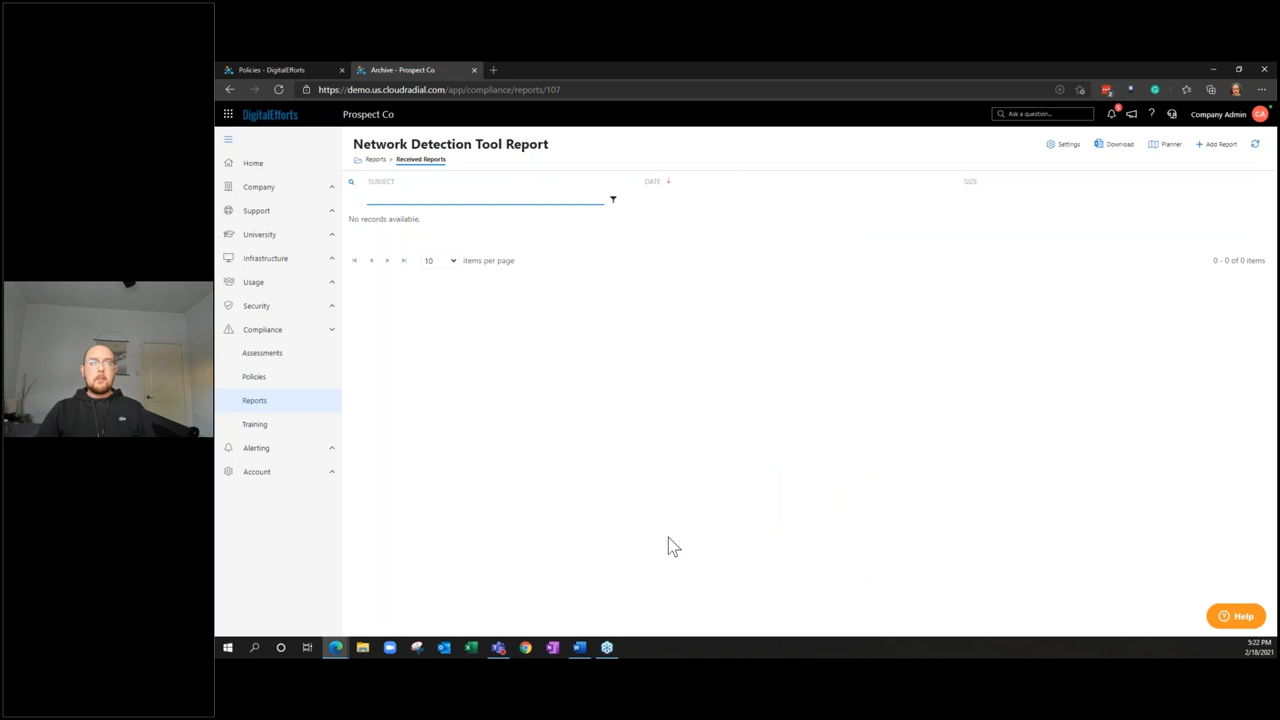 Policies - DigitalEfforts
Archive - Prospect Co
https://demo.us.cloudradial.com/app/compliance/reports/107
DigitalEfforts
Prospect Co
Ask a question...
5
Company Admin
CA
Network Detection Tool Report
Reports > Received Reports
Settings
Download
Planner
+ Add Report
SUBJECT
DATE
SIZE
No records available.
10
items per page
0 - 0 of 0 items
Home
Company
Support
University
Infrastructure
Usage
Security
Compliance
Assessments
Policies
Reports
Training
Alerting
Account
Help
5:22 PM
2/18/2021